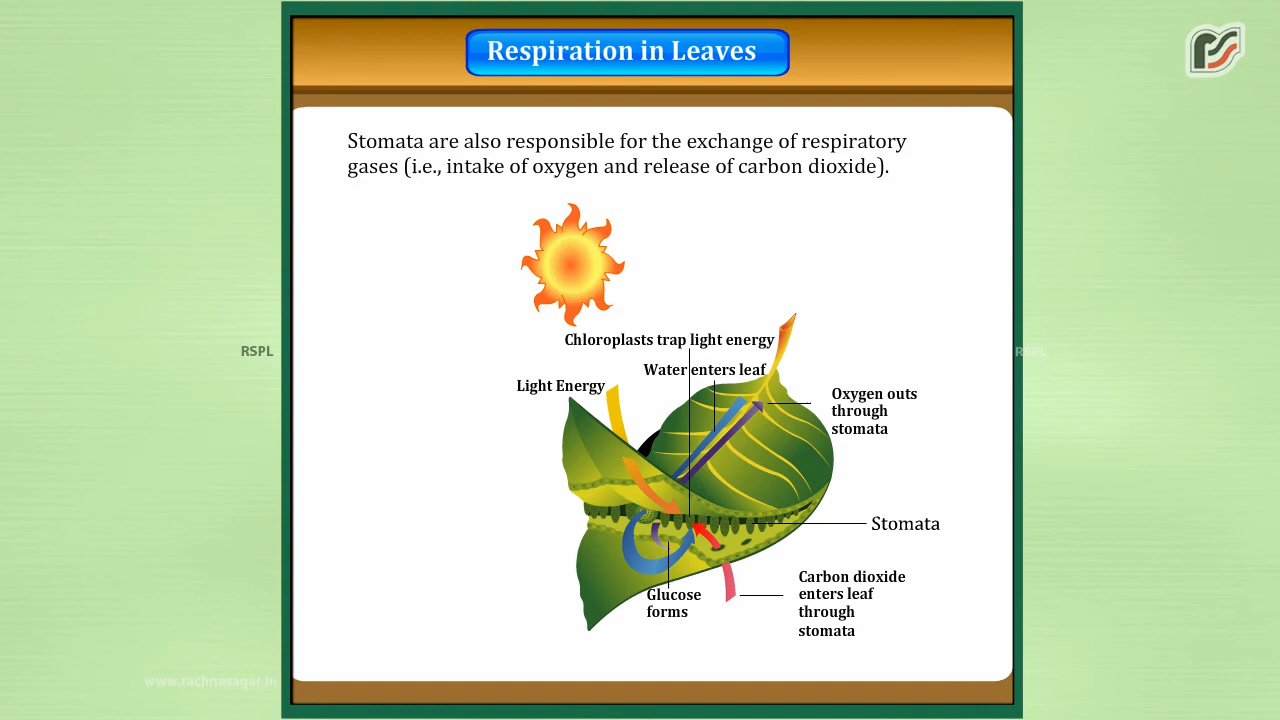 Respiration in Leaves
Stomata are also responsible for the exchange of respiratory
gases (i.e., intake of oxygen and release of carbon dioxide).
Chloroplasts trap light energy
Water enters leaf
Light Energy
Oxygen outs
through
stomata
Stomata
Carbon dioxide
enters leaf
through
stomata
Glucose
forms
RSPL
RSPL
www.rachnasagar.in